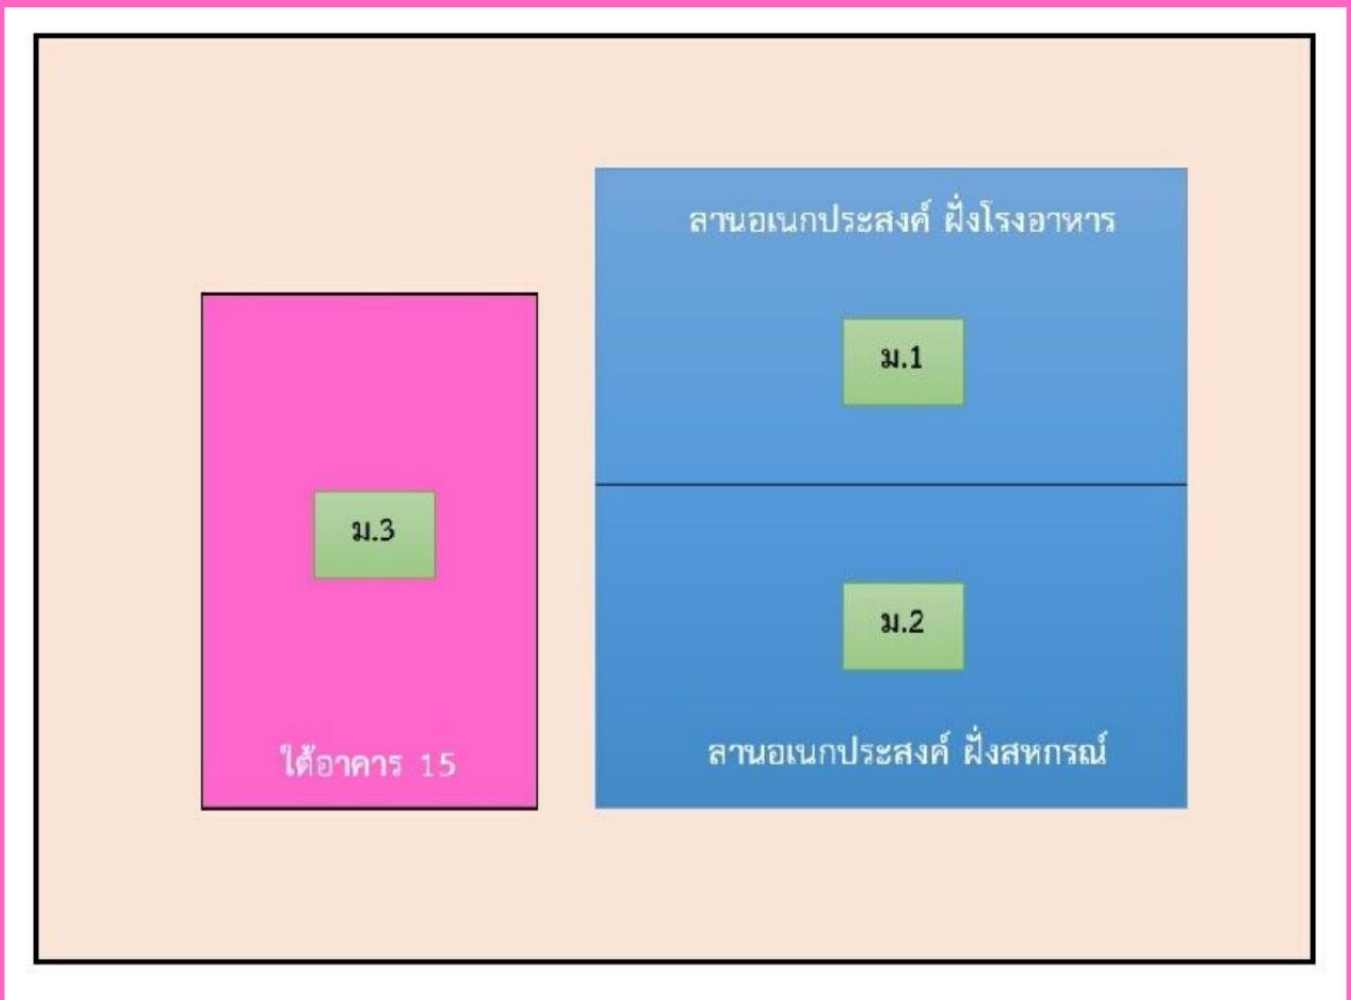 ลานอเนกประสงค์ ฝั่งโรงอาหาร
ม.1
ม.3
ม.2
ลานอเนกประสงค์ ฝั่งสหกรณ์
ใต้อาคาร 15